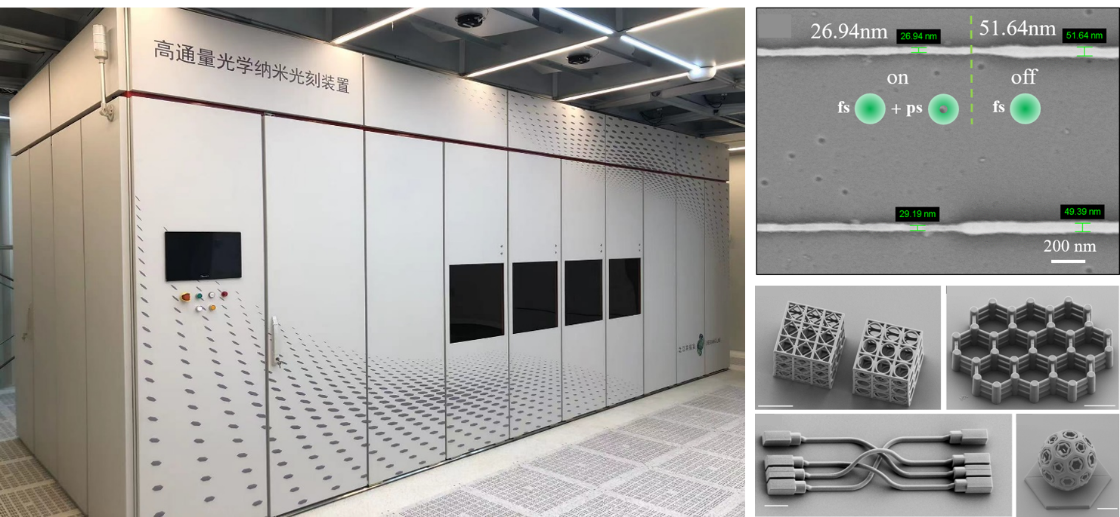 高通量光学纳米光刻装置
26.94nm
26.94 nm
51.64nm
51.64 nm
on
off
fs
+ ps
fs
29.19 nm
49.39 nm
200 nm